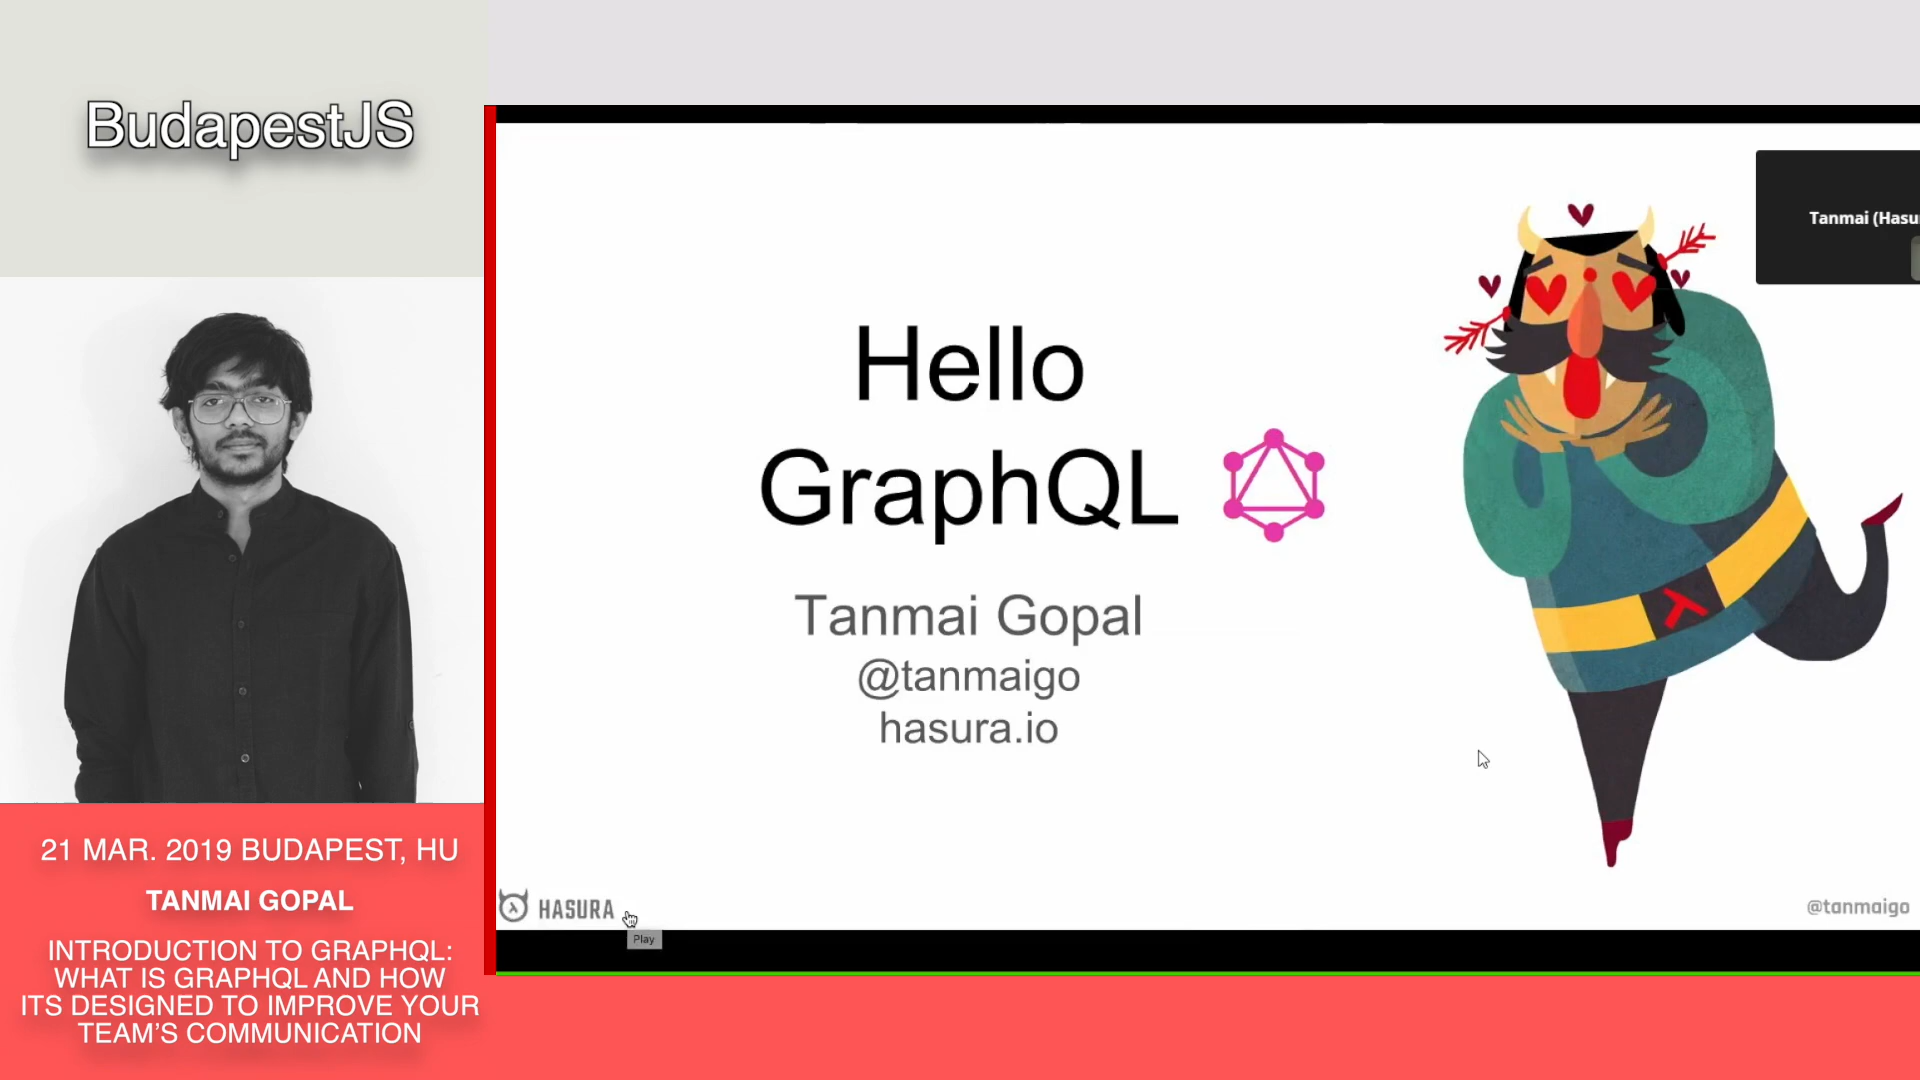 BudapestJS
21 MAR. 2019 BUDAPEST, HU
TANMAI GOPAL
INTRODUCTION TO GRAPHQL:
WHAT IS GRAPHQL AND HOW
ITS DESIGNED TO IMPROVE YOUR
TEAM’S COMMUNICATION
Hello
GraphQL
Tanmai Gopal
@tanmaigo
hasura.io
Tanmai (Hasu
HASURA
Play
@tanmaigo